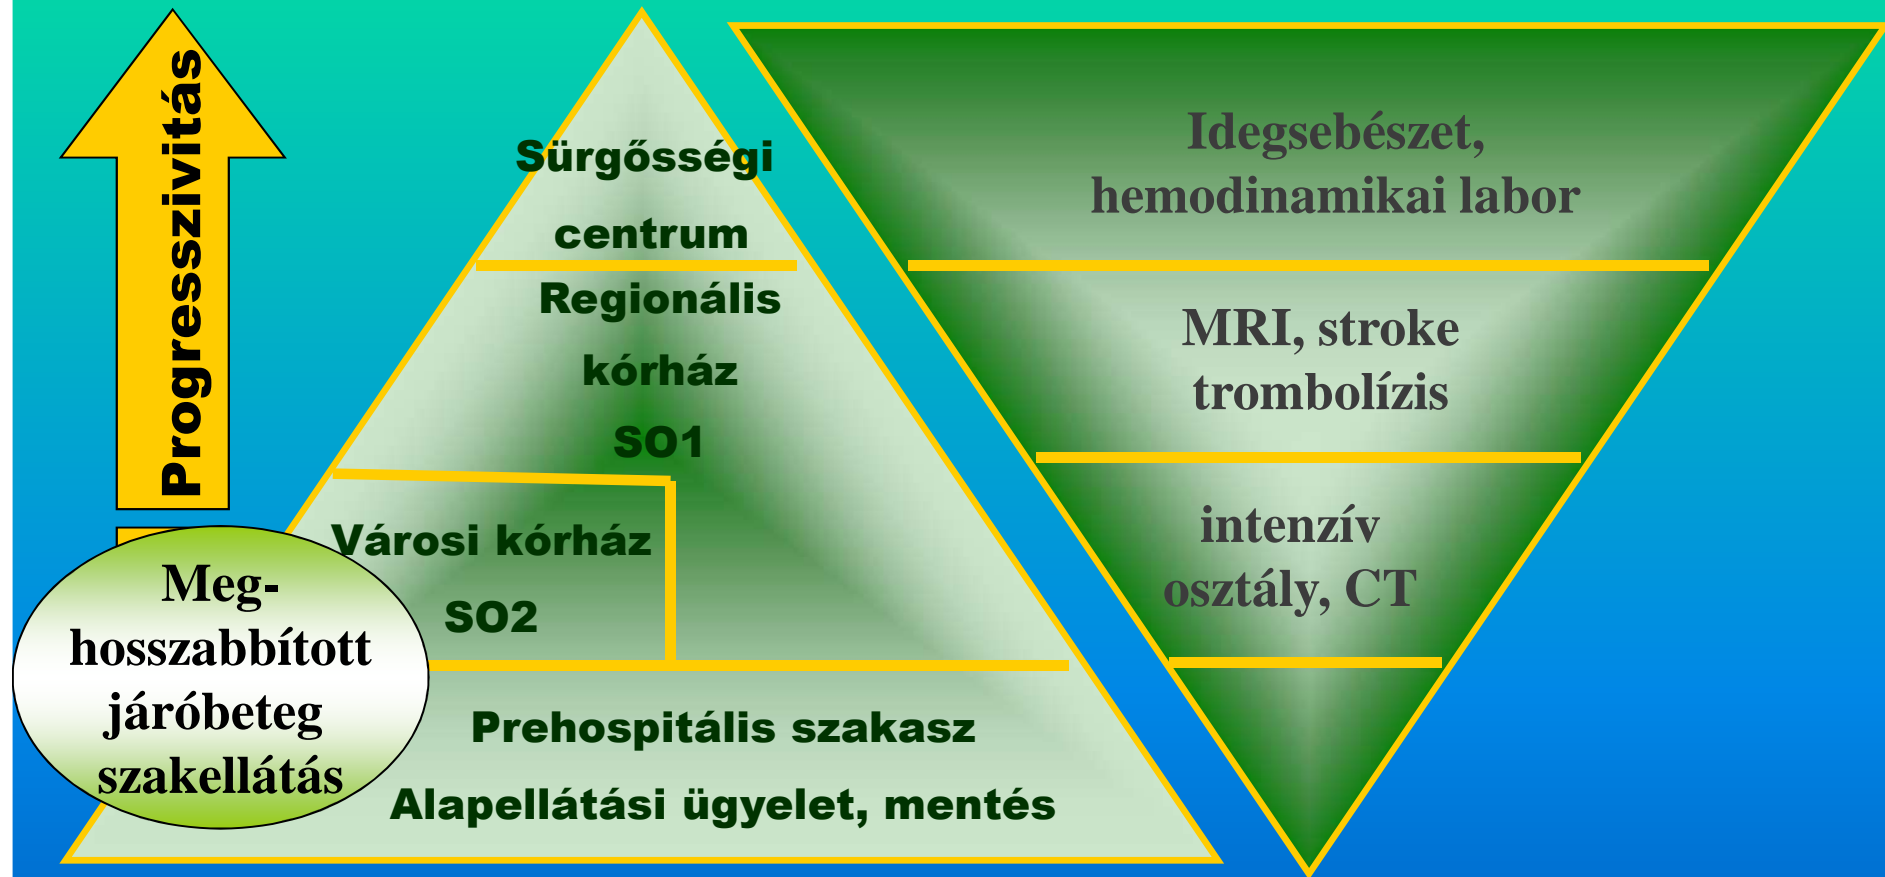 Progresszivitás
Sürgősségi
centrum
Regionális
kórház
SO1
Városi kórház
SO2
Meg-
hosszabbított
járóbeteg
szakellátás
Prehospitális szakasz
Alapellátási ügyelet, mentés
Idegsebészet,
hemodinamikai labor
MRI, stroke
trombolízis
intenzív
osztály, CT